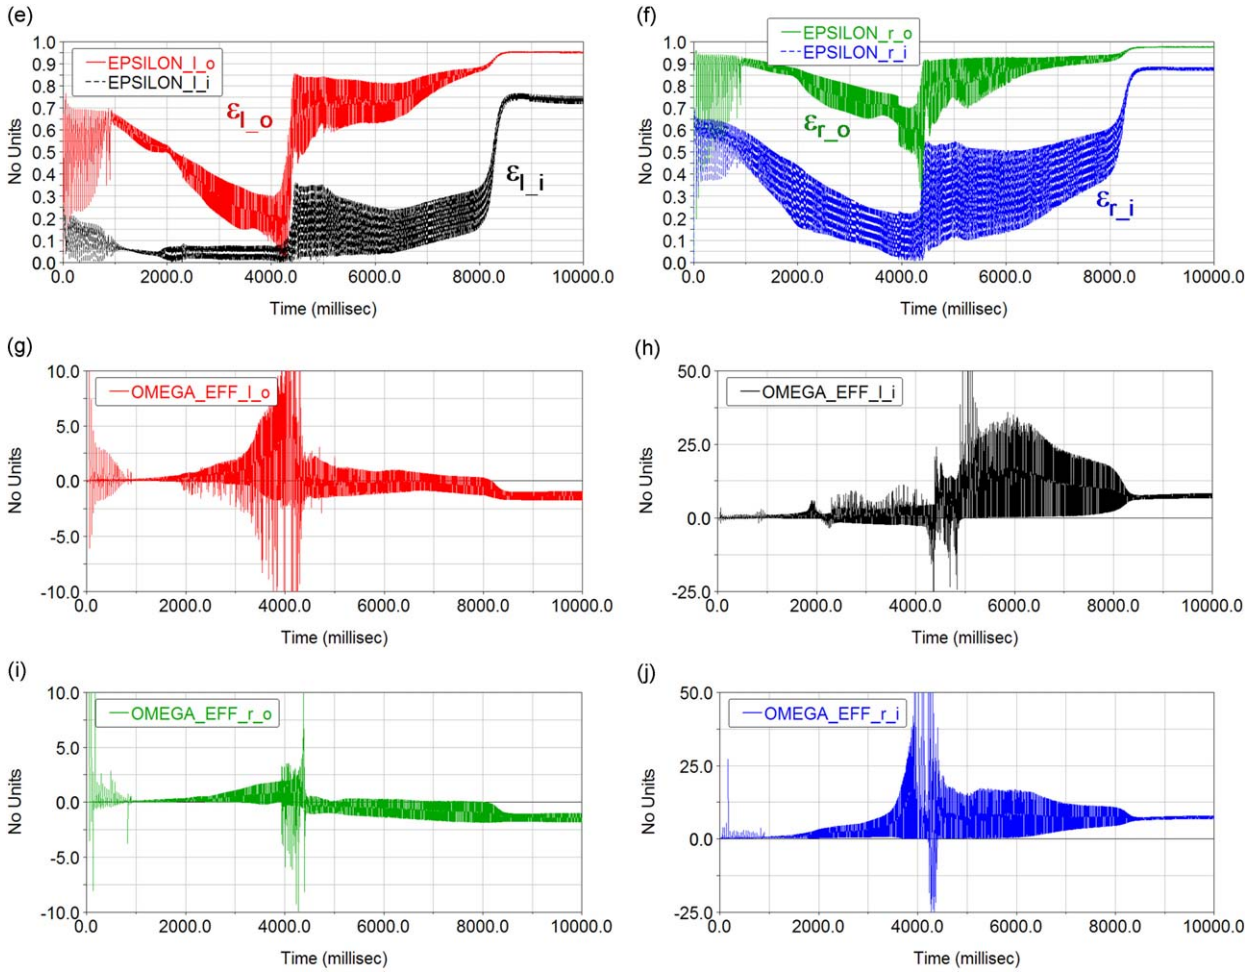 (e)
EPSILON_l_o
EPSILON_l_i
1.0
0.9
0.8
0.7
0.6
0.5
0.4
0.3
0.2
0.1
0.0
No Units
ε_l_o
ε_l_i
0.0 2000.0 4000.0 6000.0 8000.0 10000.0
Time (millisec)
(f)
EPSILON_r_o
EPSILON_r_i
1.0
0.9
0.8
0.7
0.6
0.5
0.4
0.3
0.2
0.1
0.0
No Units
ε_r_o
ε_r_i
0.0 2000.0 4000.0 6000.0 8000.0 10000.0
Time (millisec)
(g)
OMEGA_EFF_l_o
10.0
5.0
0.0
-5.0
-10.0
No Units
0.0 2000.0 4000.0 6000.0 8000.0 10000.0
Time (millisec)
(h)
OMEGA_EFF_l_i
50.0
25.0
0.0
-25.0
No Units
0.0 2000.0 4000.0 6000.0 8000.0 10000.0
Time (millisec)
(i)
OMEGA_EFF_r_o
10.0
5.0
0.0
-5.0
-10.0
No Units
0.0 2000.0 4000.0 6000.0 8000.0 10000.0
Time (millisec)
(j)
OMEGA_EFF_r_i
50.0
25.0
0.0
-25.0
No Units
0.0 2000.0 4000.0 6000.0 8000.0 10000.0
Time (millisec)